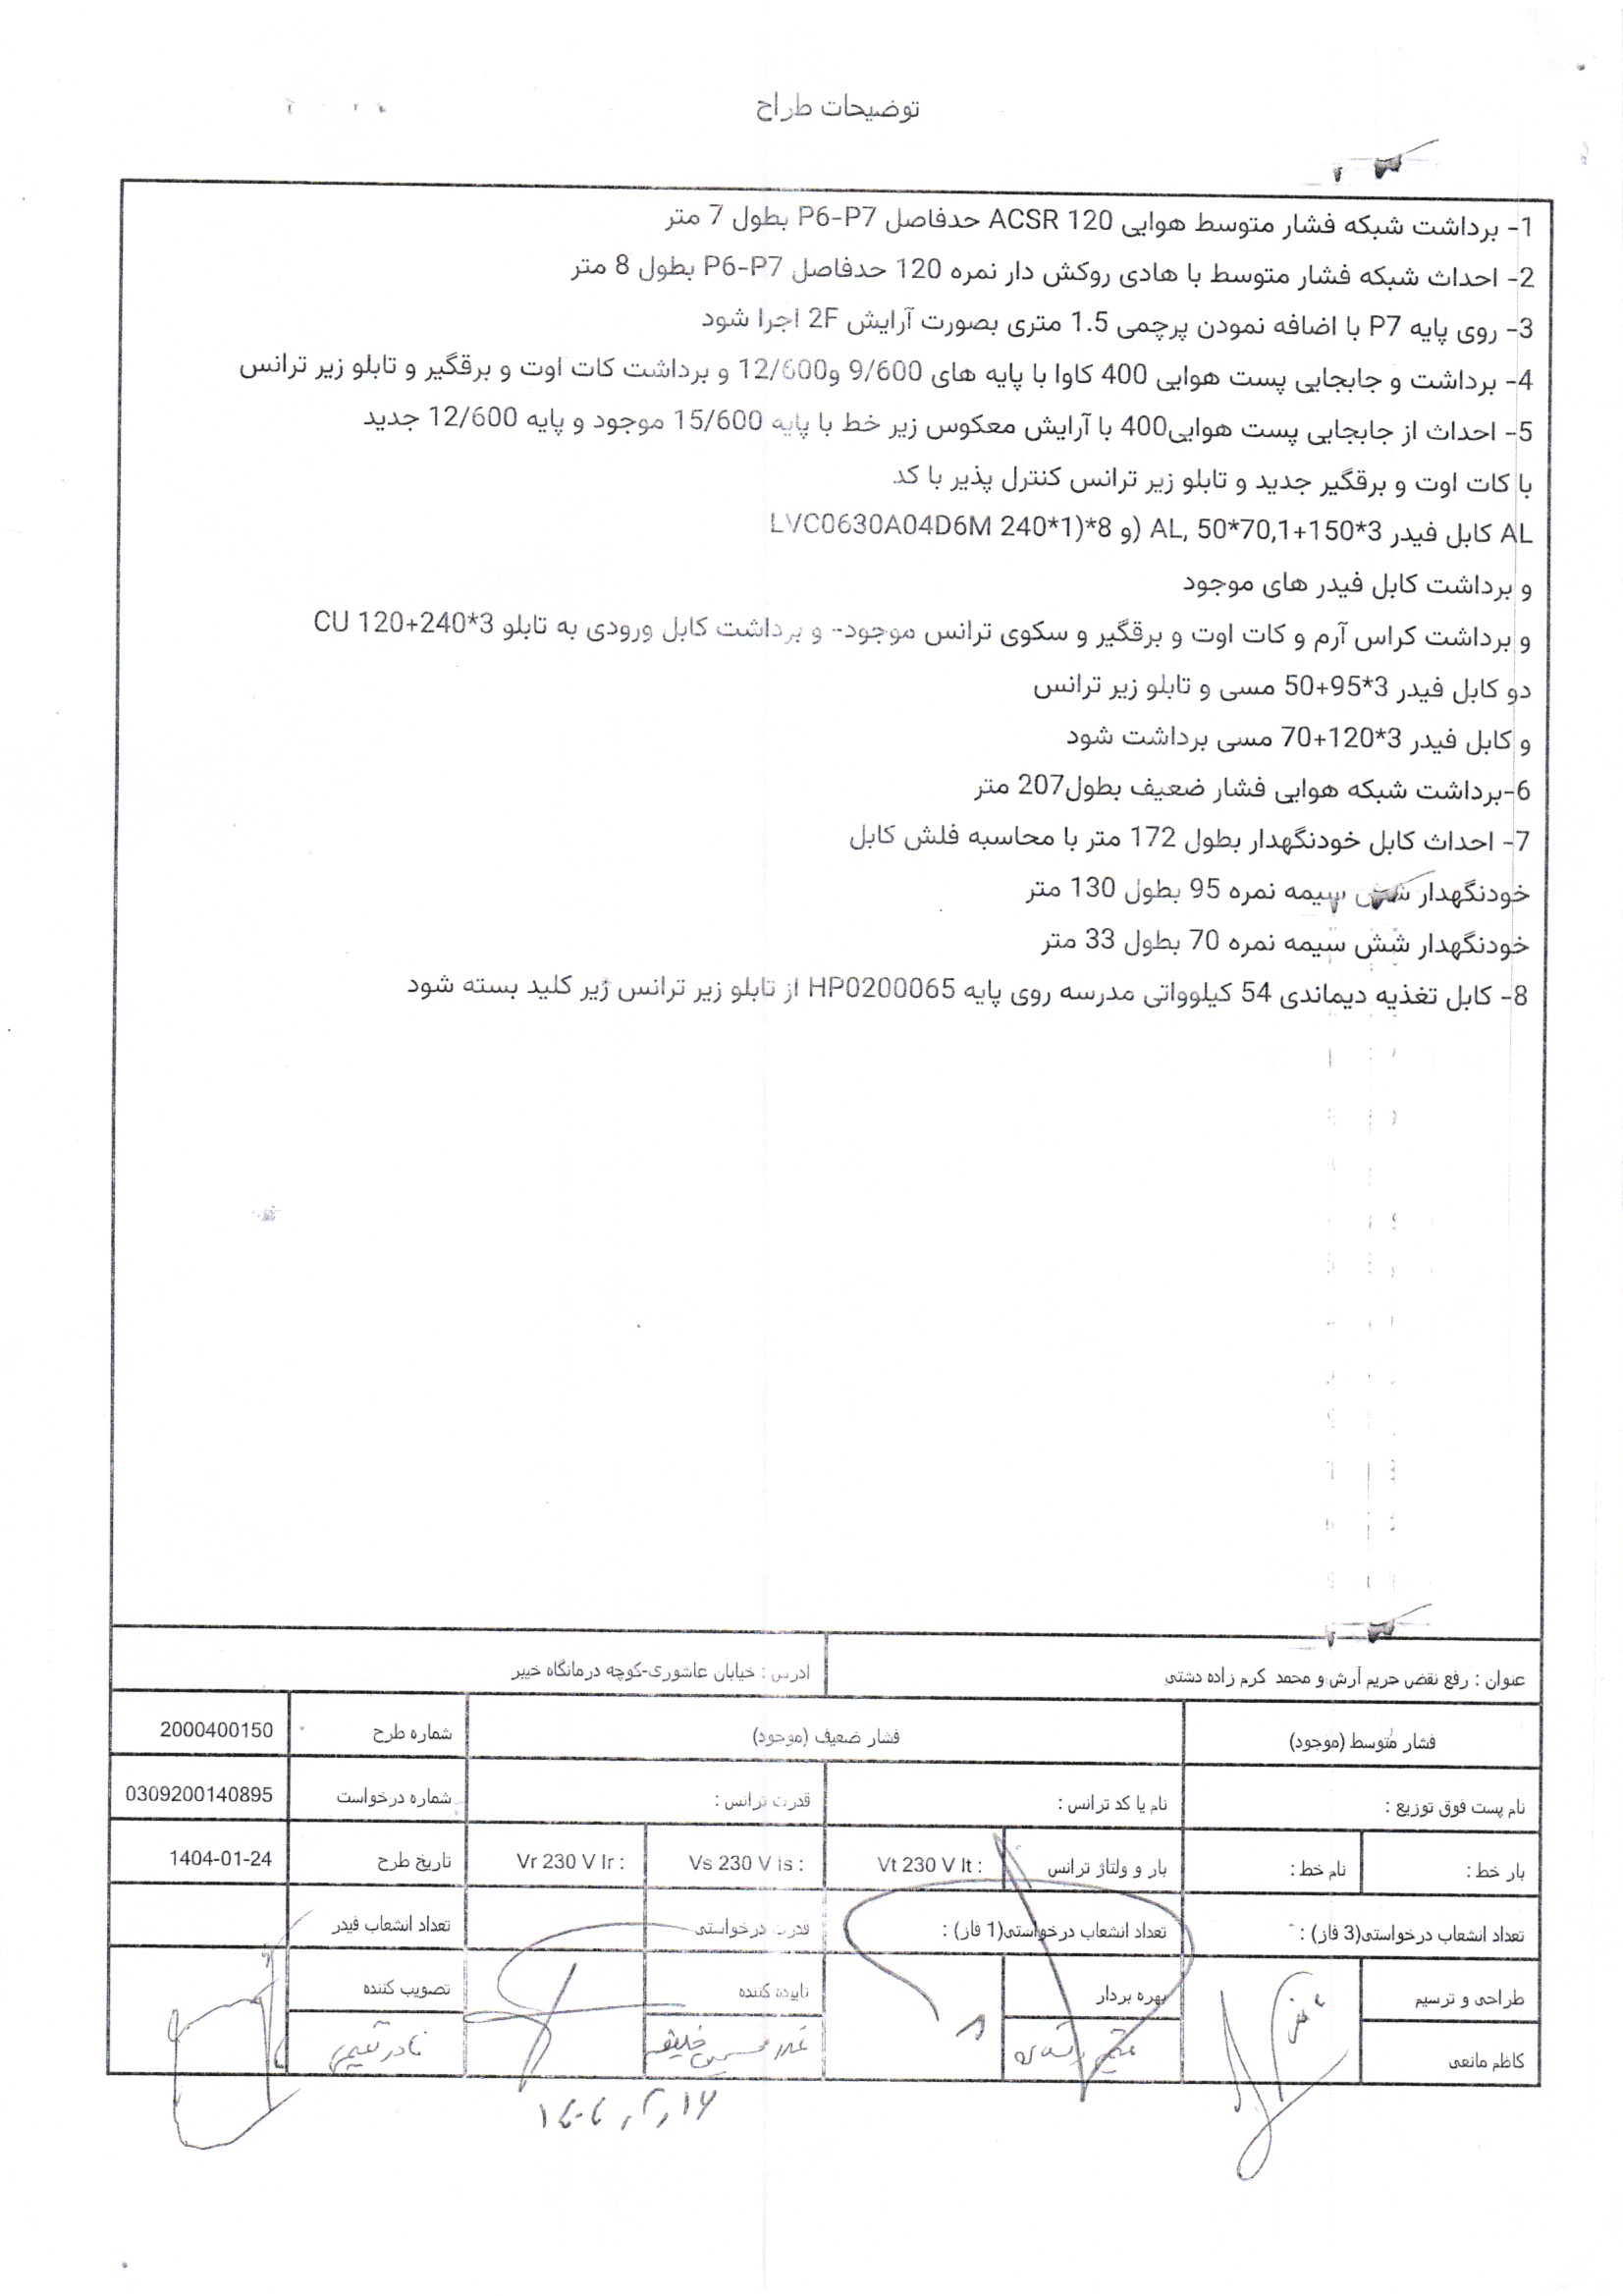 توضیحات طراح
1- برداشت شبکه فشار متوسط هوایی ACSR 120 حدفاصل P6-P7 بطول 7 متر
2- احداث شبکه فشار متوسط با هادی روکش دار نمره 120 حدفاصل P6-P7 بطول 8 متر
3- روی پایه P7 با اضافه نمودن پرچمی 1.5 متری بصورت آرایش 2F اجرا شود
4- برداشت و جابجایی پست هوایی 400 کاوا با پایه های 9/600 و12/600 و برداشت کات اوت و برقگیر و تابلو زیر ترانس
5- احداث از جابجایی پست هوایی400 با آرایش معکوس زیر خط با پایه 15/600 موجود و پایه 12/600 جدید
با کات اوت و برقگیر جدید و تابلو زیر ترانس کنترل پذیر با کد
AL کابل فیدر 3*150+70,1*50 ,AL (و 8*(1*240 LVC0630A04D6M
و برداشت کابل فیدر های موجود
و برداشت کراس آرم و کات اوت و برقگیر و سکوی ترانس موجود- و برداشت کابل ورودی به تابلو 3*240+120 CU
دو کابل فیدر 3*95+50 مسی و تابلو زیر ترانس
و کابل فیدر 3*120+70 مسی برداشت شود
6-برداشت شبکه هوایی فشار ضعیف بطول207 متر
7- احداث کابل خودنگهدار بطول 172 متر با محاسبه فلش کابل
خودنگهدار شش سیمه نمره 95 بطول 130 متر
خودنگهدار شش سیمه نمره 70 بطول 33 متر
8- کابل تغذیه دیماندی 54 کیلوواتی مدرسه روی پایه HP0200065 از تابلو زیر ترانس زیر کلید بسته شود
عنوان : رفع نقض حریم آرش و محمد کرم زاده دشتی آدرس : خیابان عاشوری-کوچه درمانگاه خیبر
فشار متوسط (موجود) فشار ضعیف (موجود) شماره طرح 2000400150
نام پست فوق توزیع : نام یا کد ترانس : قدرت ترانس : شماره درخواست 0309200140895
بار خط : نام خط : بار و ولتاژ ترانس Vt 230 V It : Vs 230 V is : Vr 230 V Ir : تاریخ طرح 1404-01-24
تعداد انشعاب درخواستی(3 فاز) : تعداد انشعاب درخواستی(1 فاز) : قدرت درخواستی تعداد انشعاب فیدر
طراحی و ترسیم بهره بردار تاییده کننده تصویب کننده
کاظم مانعی غلامحسین خلیفه نادر نعیمی